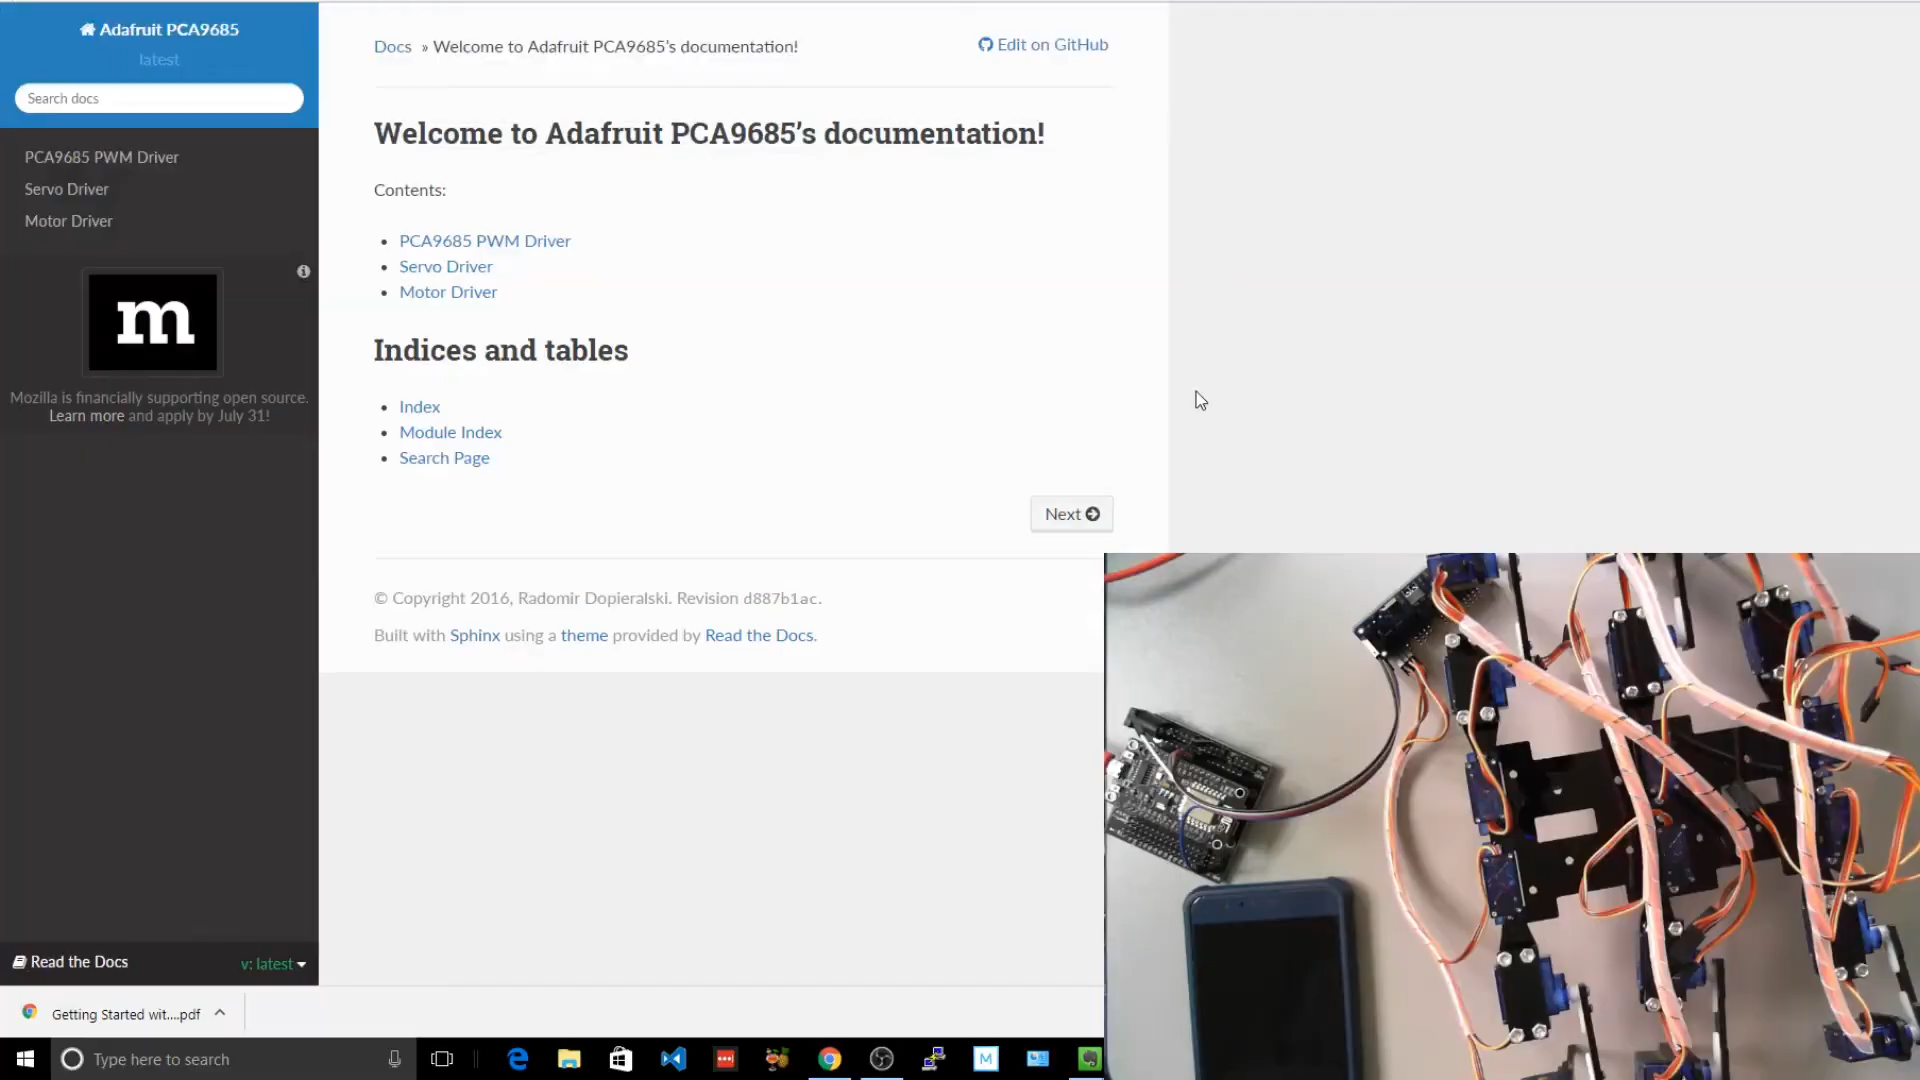 Adafruit PCA9685
latest
Search docs
PCA9685 PWM Driver
Servo Driver
Motor Driver
m
Mozilla is financially supporting open source.
Learn more and apply by July 31!
Read the Docs
v: latest
Docs » Welcome to Adafruit PCA9685's documentation!
Edit on GitHub
Welcome to Adafruit PCA9685's documentation!
Contents:
PCA9685 PWM Driver
Servo Driver
Motor Driver
Indices and tables
Index
Module Index
Search Page
Next
© Copyright 2016, Radomir Dopieralski. Revision d887b1ac.
Built with Sphinx using a theme provided by Read the Docs.
Getting Started wit....pdf
Type here to search
M